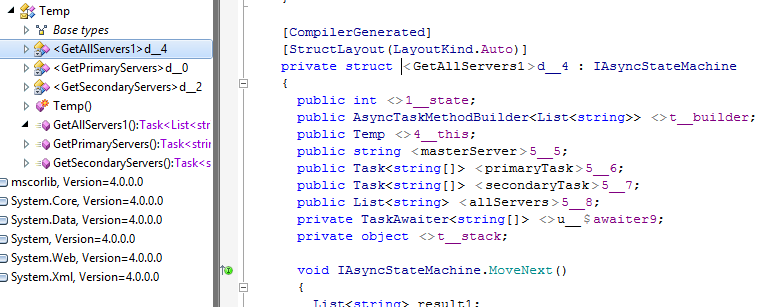 Temp
Base types
<GetAllServers1>d__4
<GetPrimaryServers>d__0
<GetSecondaryServers>d__2
Temp()
GetAllServers1():Task<List<str
GetPrimaryServers():Task<string
GetSecondaryServers():Task<s
mscorlib, Version=4.0.0.0
System.Core, Version=4.0.0.0
System.Data, Version=4.0.0.0
System, Version=4.0.0.0
System.Web, Version=4.0.0.0
System.Xml, Version=4.0.0.0
[CompilerGenerated]
[StructLayout(LayoutKind.Auto)]
private struct <GetAllServers1>d__4 : IAsyncStateMachine
{
public int <>1__state;
public AsyncTaskMethodBuilder<List<string>> <>t__builder;
public Temp <>4__this;
public string <masterServer>5__5;
public Task<string[]> <primaryTask>5__6;
public Task<string[]> <secondaryTask>5__7;
public List<string> <allServers>5__8;
private TaskAwaiter<string[]> <>u__$awaiter9;
private object <>t__stack;
void IAsyncStateMachine.MoveNext()
{
List<string> result1;